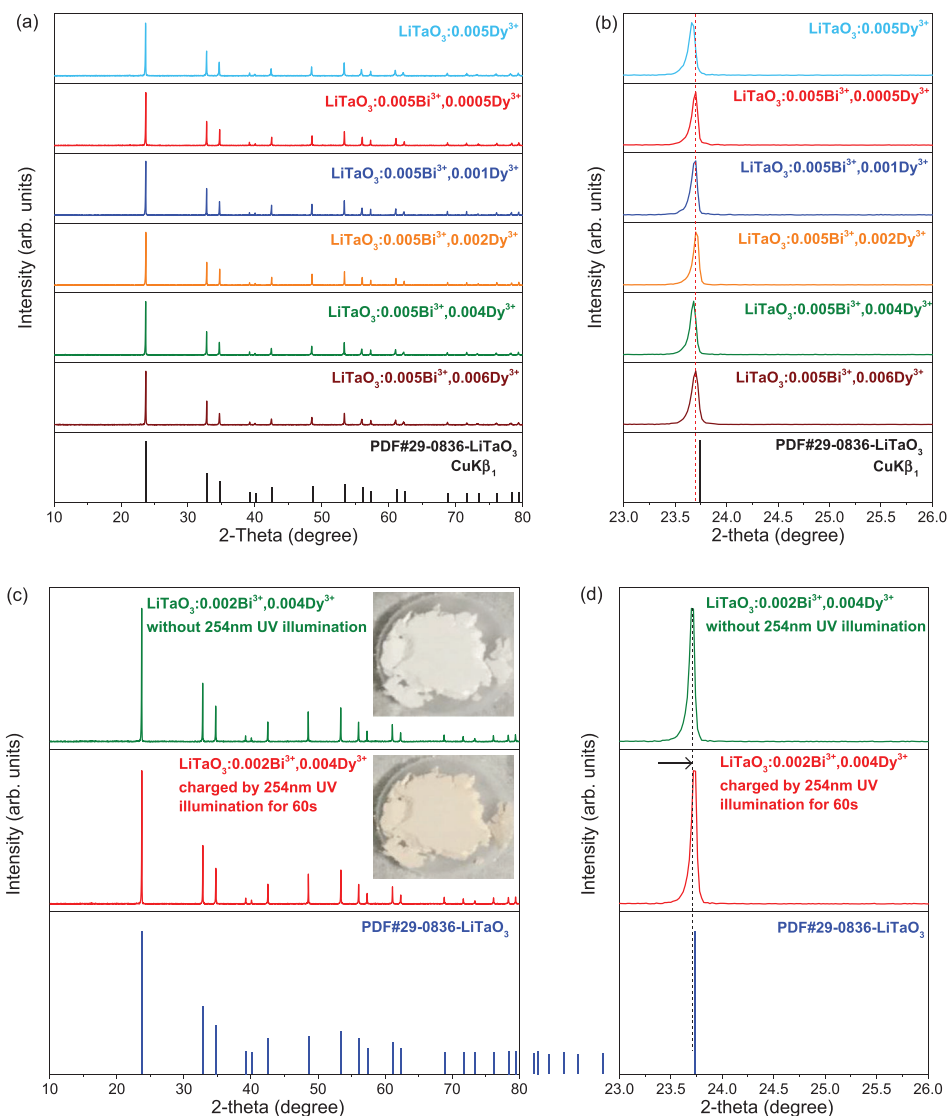 (a)
LiTaO₃:0.005Dy³⁺
LiTaO₃:0.005Bi³⁺,0.0005Dy³⁺
LiTaO₃:0.005Bi³⁺,0.001Dy³⁺
LiTaO₃:0.005Bi³⁺,0.002Dy³⁺
LiTaO₃:0.005Bi³⁺,0.004Dy³⁺
LiTaO₃:0.005Bi³⁺,0.006Dy³⁺
PDF#29-0836-LiTaO₃
CuKβ₁
Intensity (arb. units)
10 20 30 40 50 60 70 80
2-Theta (degree)
(b)
LiTaO₃:0.005Dy³⁺
LiTaO₃:0.005Bi³⁺,0.0005Dy³⁺
LiTaO₃:0.005Bi³⁺,0.001Dy³⁺
LiTaO₃:0.005Bi³⁺,0.002Dy³⁺
LiTaO₃:0.005Bi³⁺,0.004Dy³⁺
LiTaO₃:0.005Bi³⁺,0.006Dy³⁺
PDF#29-0836-LiTaO₃
CuKβ₁
Intensity (arb. units)
23.0 23.5 24.0 24.5 25.0 25.5 26.0
2-theta (degree)
(c)
LiTaO₃:0.002Bi³⁺,0.004Dy³⁺
without 254nm UV illumination
LiTaO₃:0.002Bi³⁺,0.004Dy³⁺
charged by 254nm UV
illumination for 60s
PDF#29-0836-LiTaO₃
Intensity (arb. units)
10 20 30 40 50 60 70 80
2-theta (degree)
(d)
LiTaO₃:0.002Bi³⁺,0.004Dy³⁺
without 254nm UV illumination
LiTaO₃:0.002Bi³⁺,0.004Dy³⁺
charged by 254nm UV
illumination for 60s
PDF#29-0836-LiTaO₃
Intensity (arb. units)
23.0 23.5 24.0 24.5 25.0 25.5 26.0
2-theta (degree)